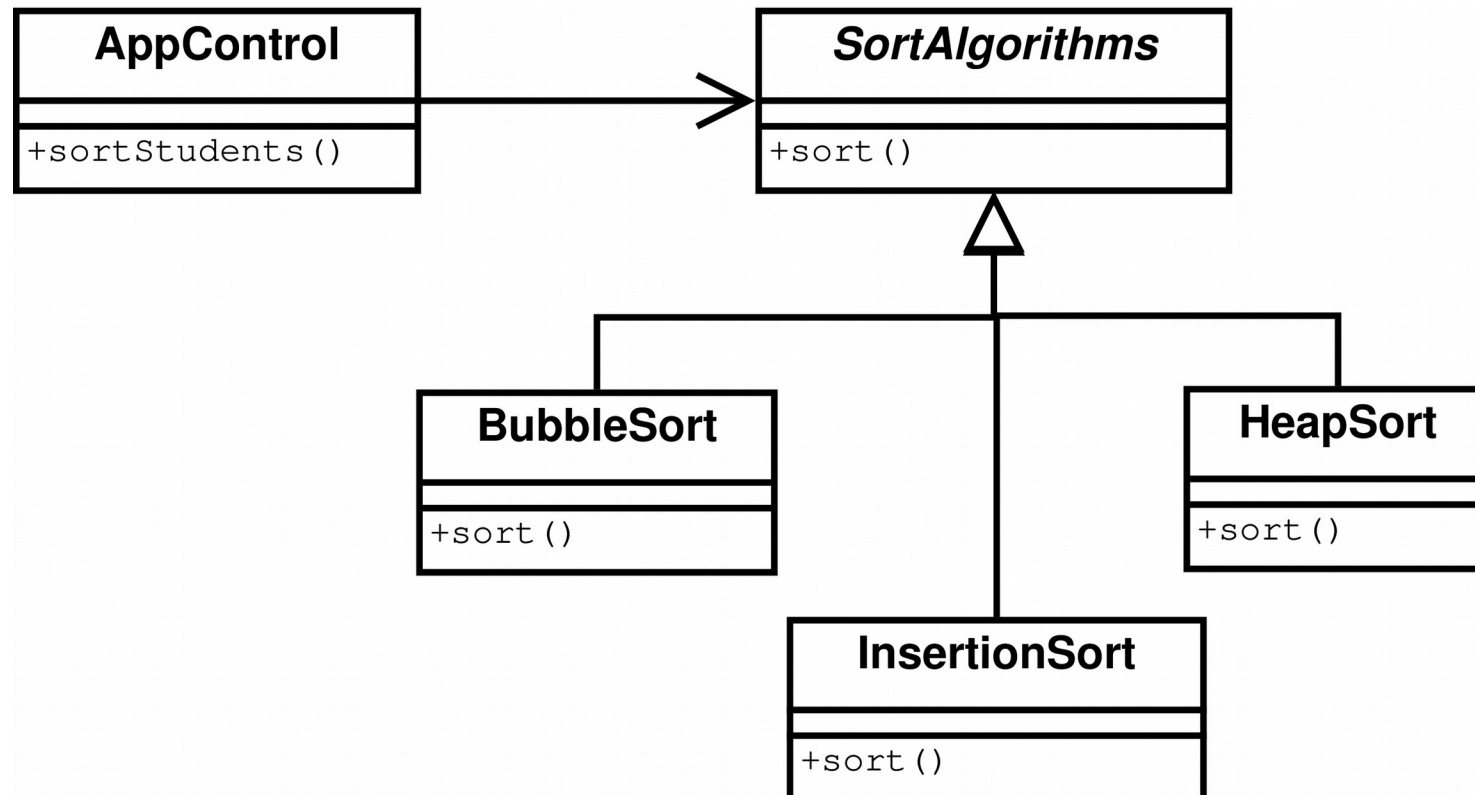 AppControl
+sortStudents()
SortAlgorithms
+sort()
BubbleSort
+sort()
HeapSort
+sort()
InsertionSort
+sort()